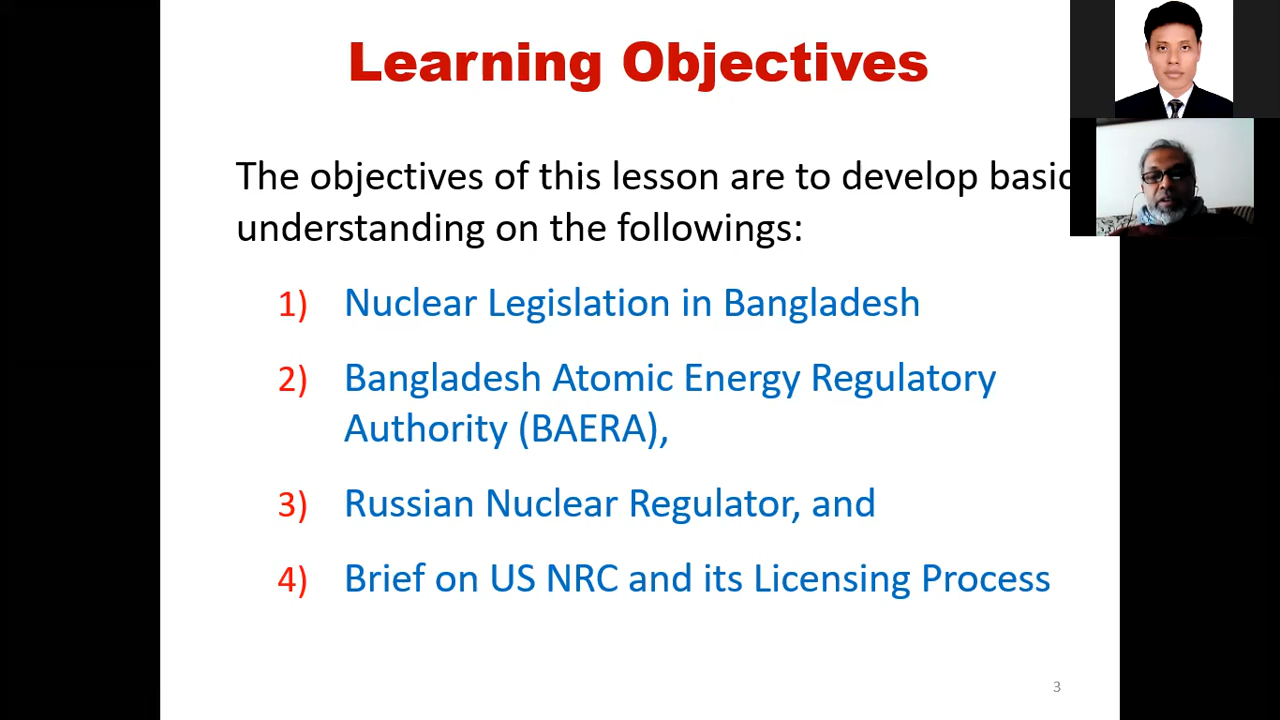 Learning Objectives
The objectives of this lesson are to develop basic
understanding on the followings:
1) Nuclear Legislation in Bangladesh
2) Bangladesh Atomic Energy Regulatory
Authority (BAERA),
3) Russian Nuclear Regulator, and
4) Brief on US NRC and its Licensing Process
3